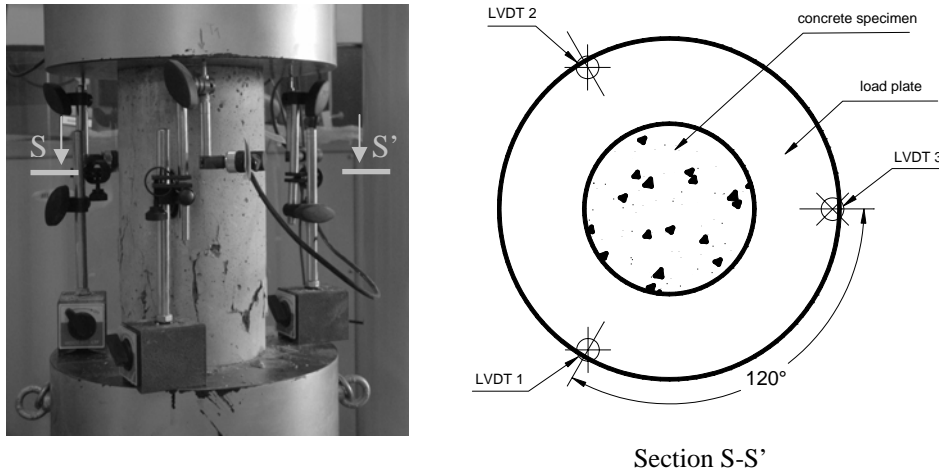 S
S’
LVDT 2
concrete specimen
load plate
LVDT 3
LVDT 1
120°
Section S-S’